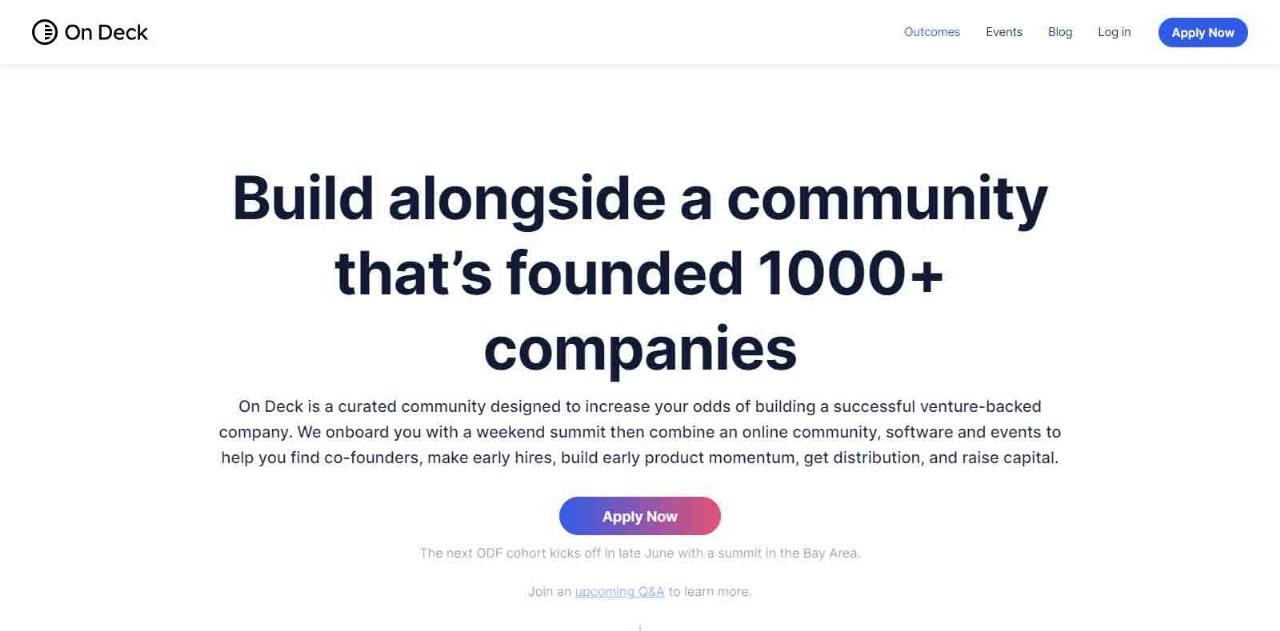 On Deck
Outcomes
Events
Blog
Log in
Apply Now
Build alongside a community
that’s founded 1000+
companies
On Deck is a curated community designed to increase your odds of building a successful venture-backed
company. We onboard you with a weekend summit then combine an online community, software and events to
help you find co-founders, make early hires, build early product momentum, get distribution, and raise capital.
Apply Now
The next ODF cohort kicks off in late June with a summit in the Bay Area.
Join an upcoming Q&A to learn more.